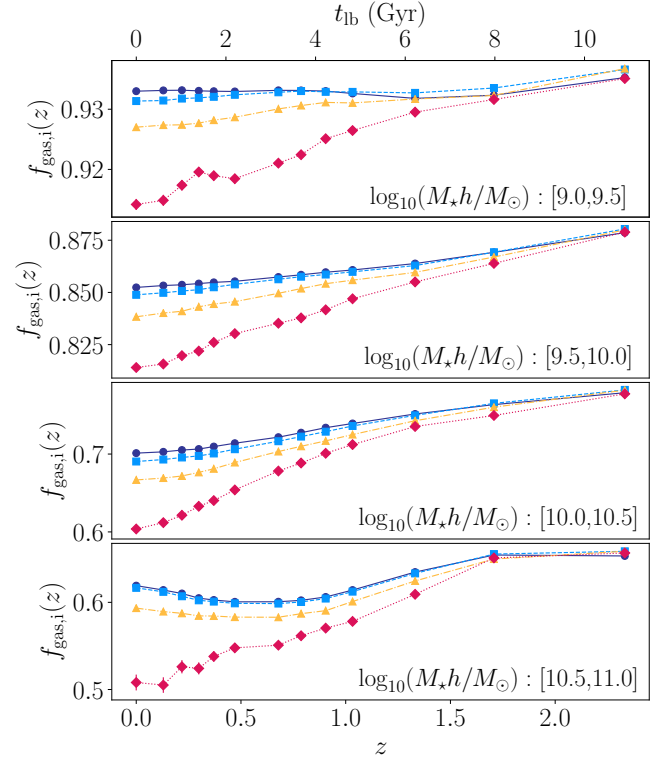 t_lb (Gyr)
0 2 4 6 8 10
f_gas,i(z)
0.93
0.92
log₁₀(M⋆h/M⊙) : [9.0,9.5]
f_gas,i(z)
0.875
0.850
0.825
log₁₀(M⋆h/M⊙) : [9.5,10.0]
f_gas,i(z)
0.7
0.6
log₁₀(M⋆h/M⊙) : [10.0,10.5]
f_gas,i(z)
0.6
0.5
log₁₀(M⋆h/M⊙) : [10.5,11.0]
0.0 0.5 1.0 1.5 2.0
z